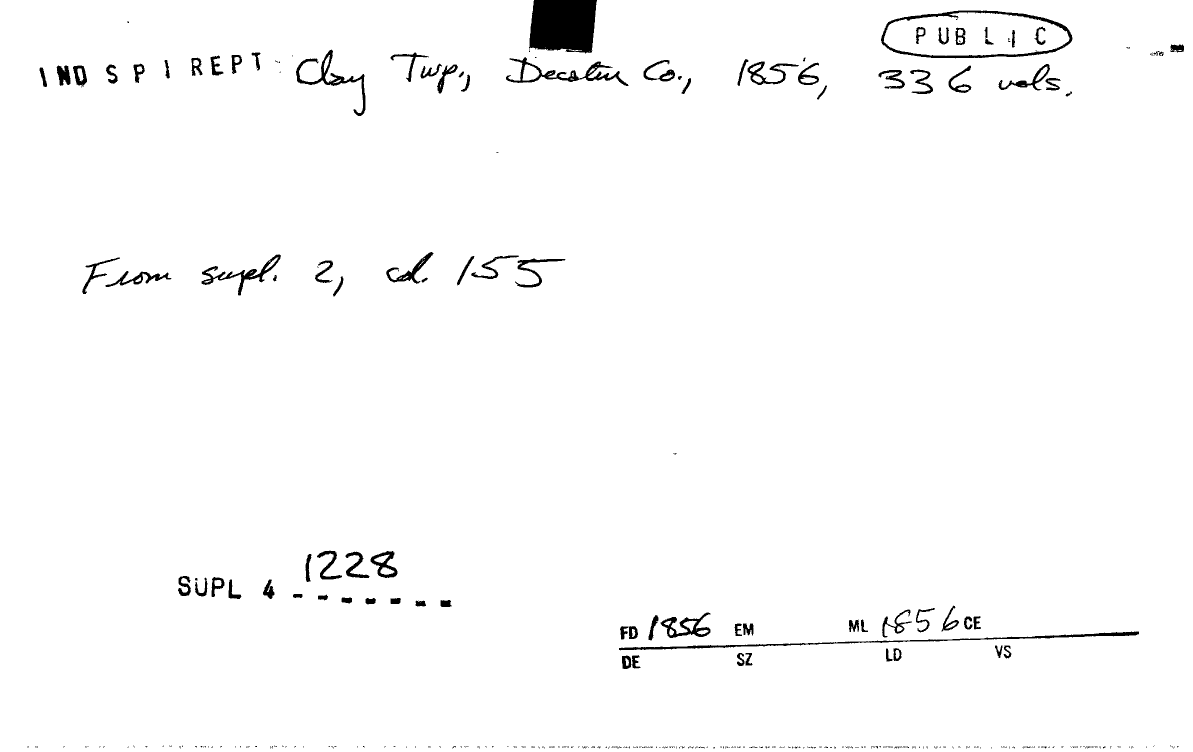 PUBLIC
IND SPI REPT: Clay Twp., Decatur Co., 1856, 336 vols.
From supl. 2, cd. 155
1228
SUPL 4 -------
FD 1856 EM ML 1856 CE
DE SZ LD VS